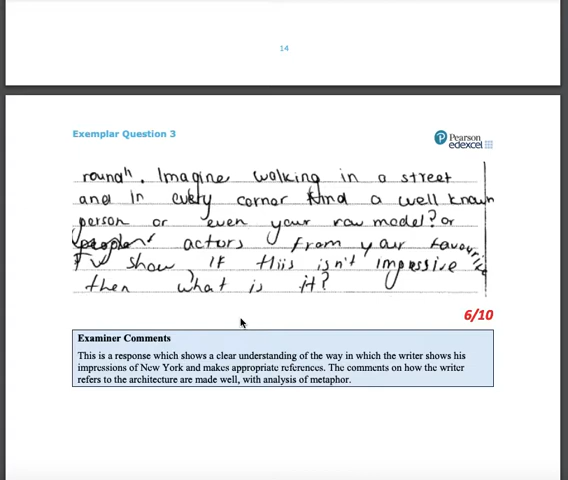 14
Exemplar Question 3
Pearson
edexcel
round. Imagine walking in a street
and in every corner find a well known
person or even your row model? or
actors from your favourite
TV show If this isn't impessive
then what is it?
6/10
Examiner Comments
This is a response which shows a clear understanding of the way in which the writer shows his
impressions of New York and makes appropriate references. The comments on how the writer
refers to the architecture are made well, with analysis of metaphor.